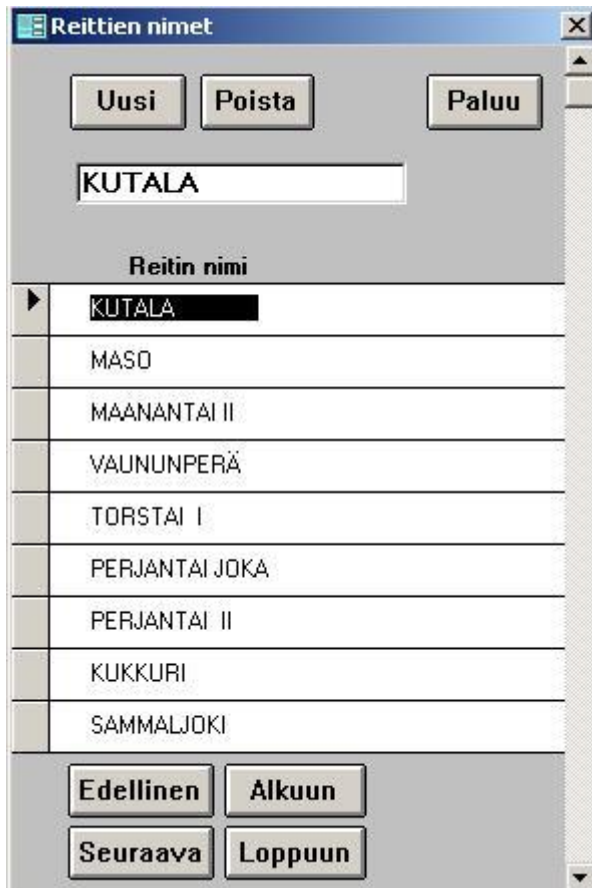 Reittien nimet
Uusi Poista Paluu
KUTALA
Reitin nimi
KUTALA
MASO
MAANANTAI II
VAUNUNPERÄ
TORSTAI I
PERJANTAI JOKA
PERJANTAI II
KUKKURI
SAMMALJOKI
Edellinen Alkuun
Seuraava Loppuun